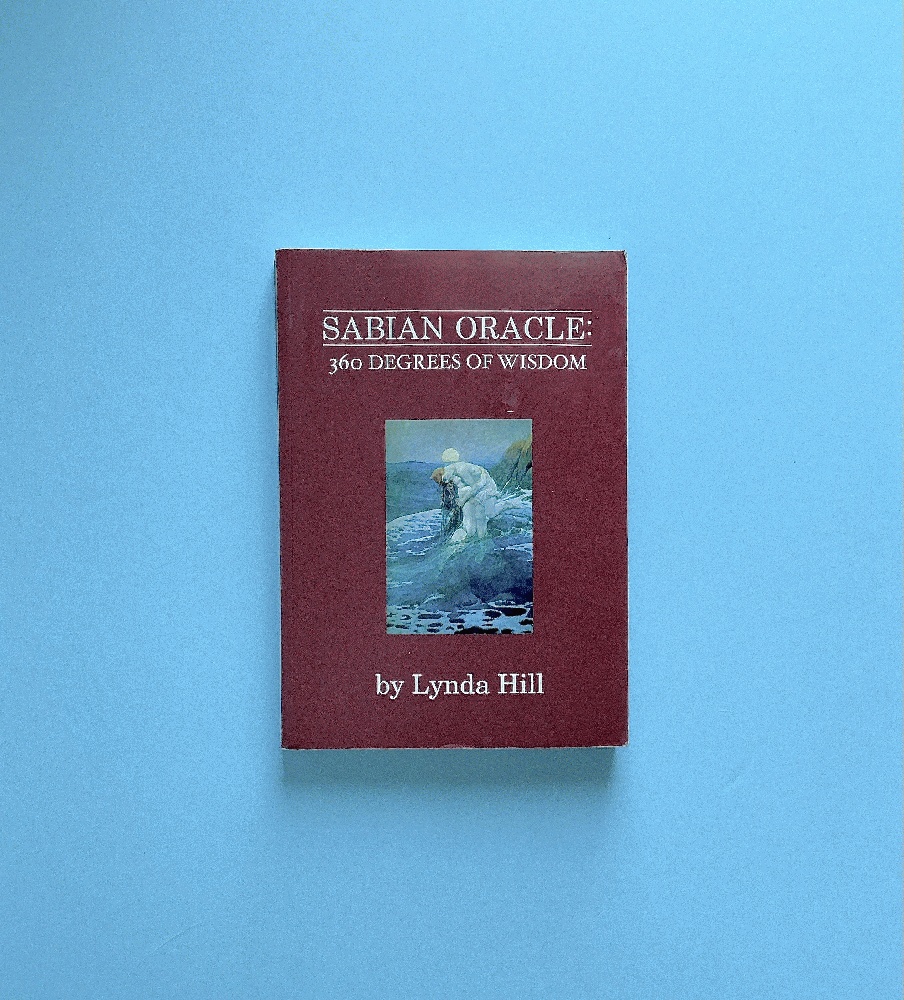 SABIAN ORACLE:
360 DEGREES OF WISDOM
by Lynda Hill